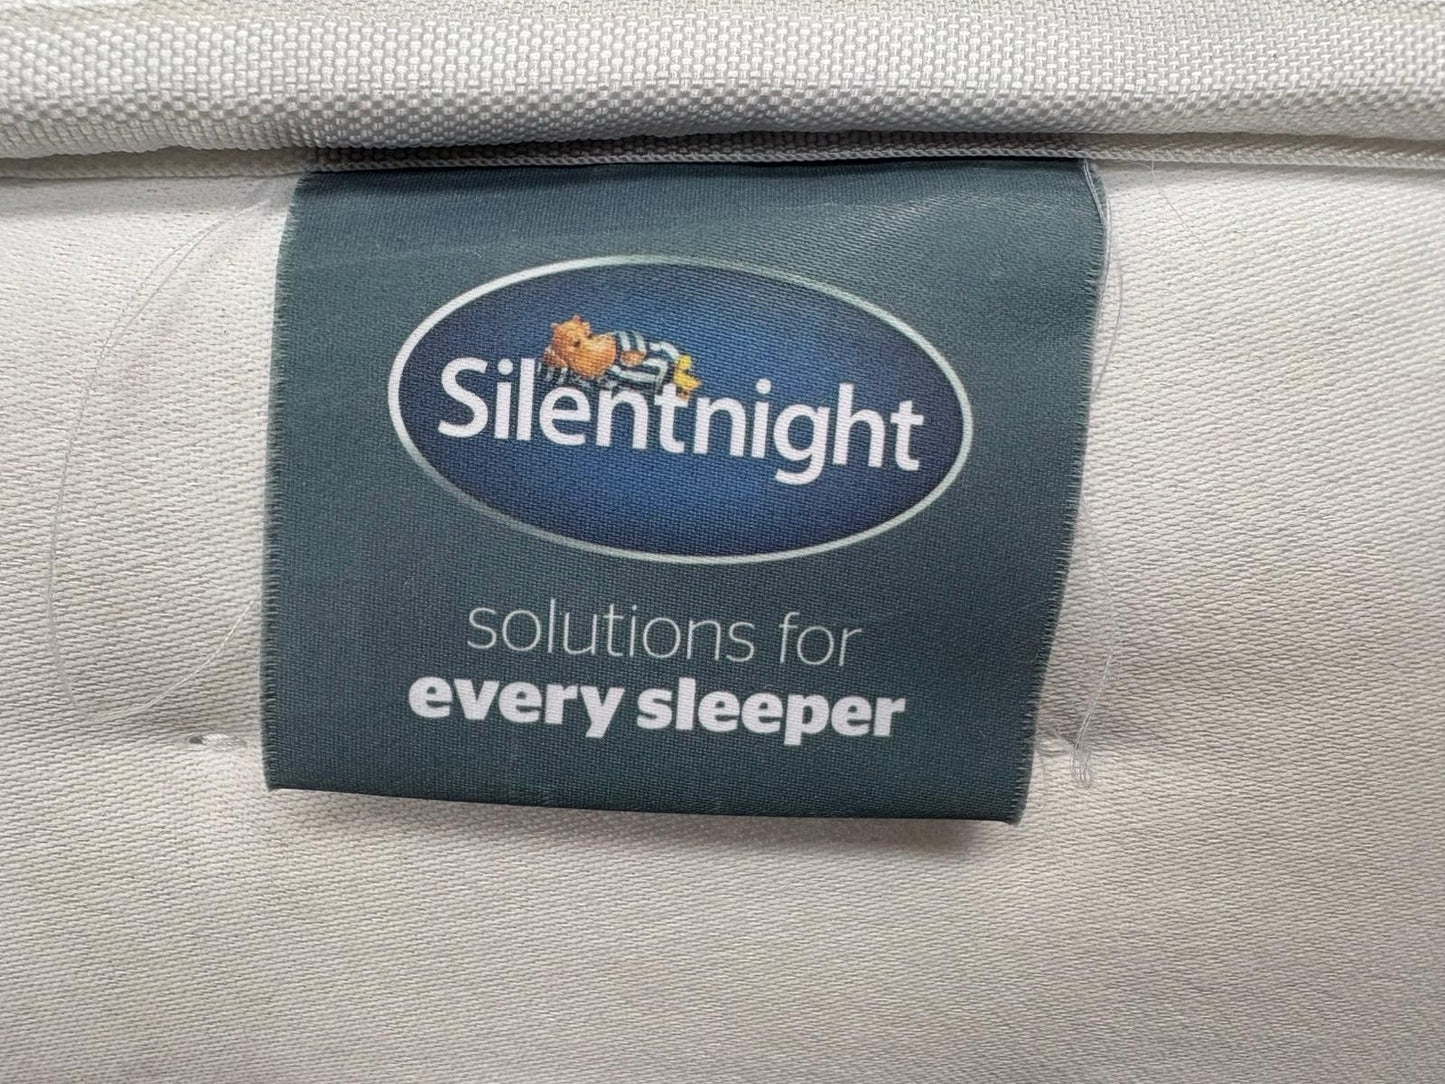 Silentnight
solutions for
every sleeper